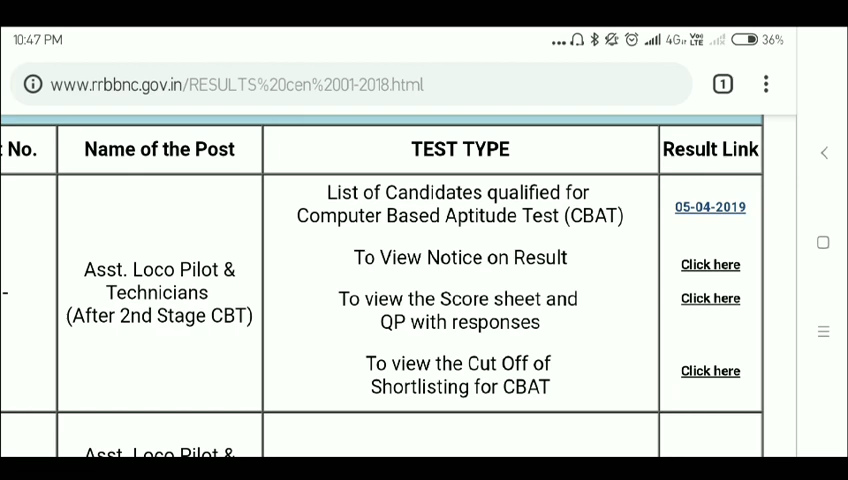 10:47 PM
4G Voo LTE 36%
www.rrbbnc.gov.in/RESULTS%20cen%2001-2018.html
1
No.
Name of the Post
TEST TYPE
Result Link
List of Candidates qualified for
Computer Based Aptitude Test (CBAT)
05-04-2019
-
Asst. Loco Pilot &
Technicians
(After 2nd Stage CBT)
To View Notice on Result
Click here
To view the Score sheet and
QP with responses
Click here
To view the Cut Off of
Shortlisting for CBAT
Click here
Asst. Loco Pilot &